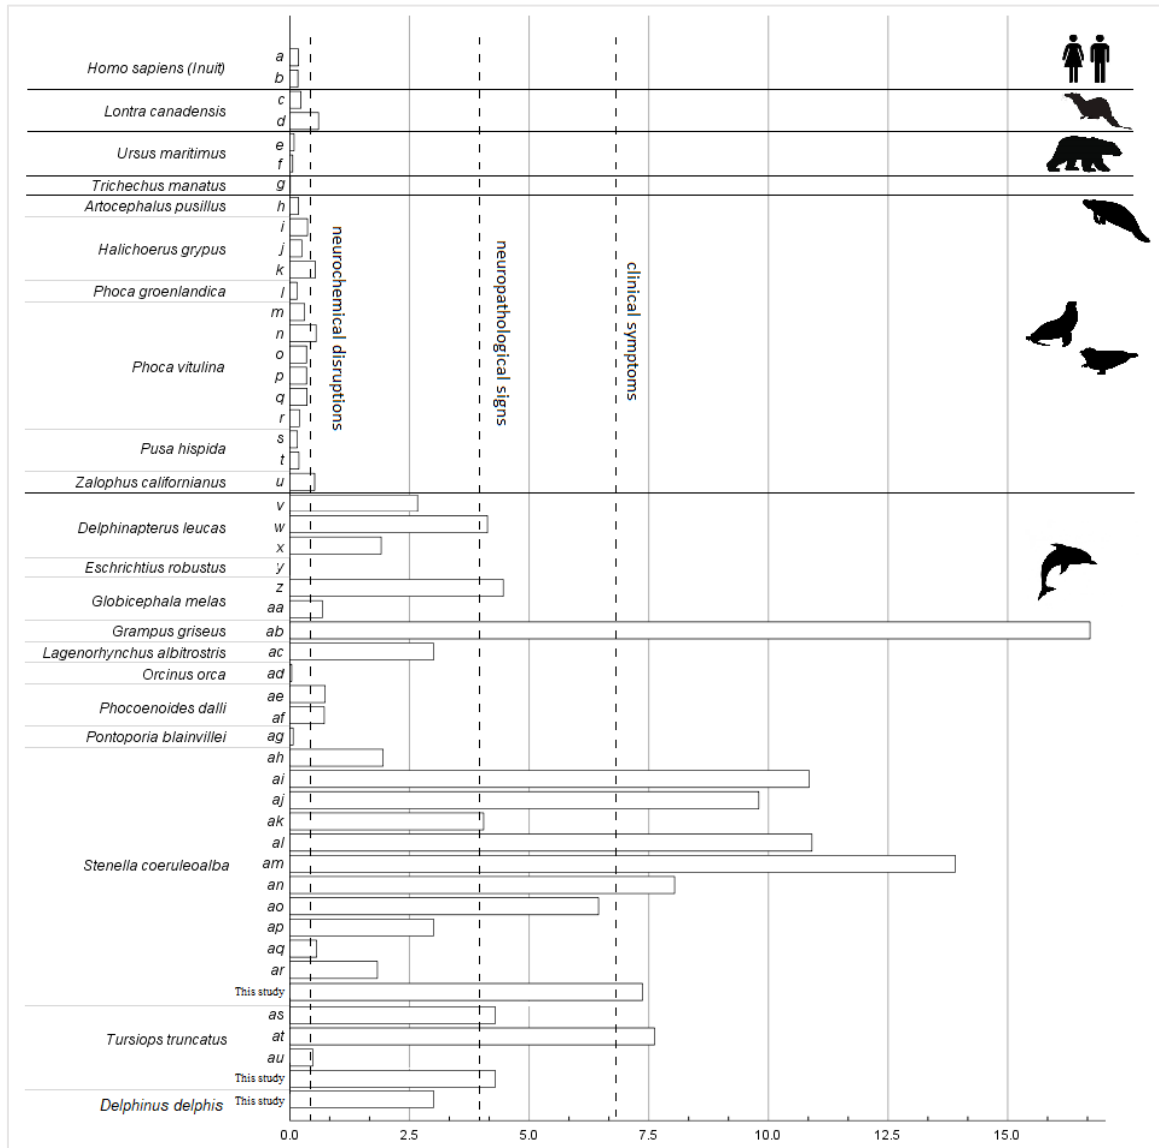 a
Homo sapiens (Inuit)
b
c
Lontra canadensis
d
e
Ursus maritimus
f
Trichechus manatus g
Artocephalus pusillus h
i
Halichoerus grypus j
k
Phoca groenlandica l
m
n
o
Phoca vitulina
p
q
r
s
Pusa hispida
t
Zalophus californianus u
neurochemical disruptions
neuropathological signs
clinical symptoms
v
Delphinapterus leucas w
x
Eschrichtius robustus y
z
Globicephala melas
aa
Grampus griseus ab
Lagenorhynchus albitrostris ac
Orcinus orca ad
ae
Phocoenoides dalli
af
Pontoporia blainvillei ag
ah
ai
aj
ak
al
Stenella coeruleoalba am
an
ao
ap
aq
ar
This study
as
Tursiops truncatus at
au
This study
Delphinus delphis This study
0.0 2.5 5.0 7.5 10.0 12.5 15.0